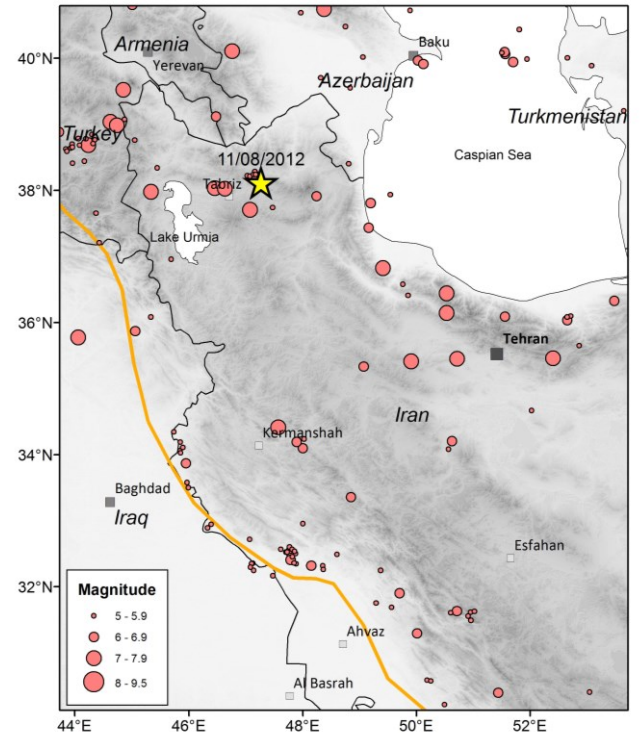 40°
38°
36°
34°
32°
44°
46°
48°
50°
52°
Armenia
Yerevan
Baku
Azerbaijan
Turkmenistan
Turkey
Caspian Sea
11/08/2012
Tabriz
Lake Urmia
Tehran
Iran
Kermanshah
Baghdad
Iraq
Esfahan
Ahvaz
Al Basrah
Magnitude
5 - 5.9
6 - 6.9
7 - 7.9
8 - 9.5